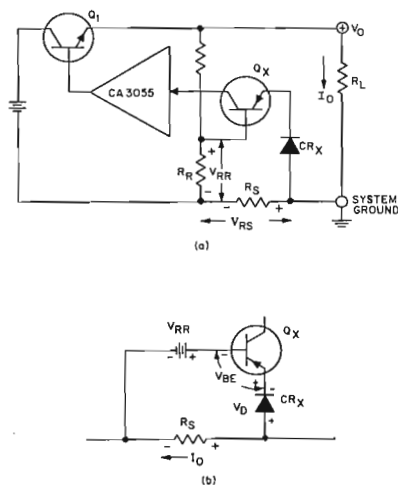 Q1
VO
CA3055
QX
IO
RL
CRX
RR
+
VRR
-
RS
-
+
VRS
SYSTEM
GROUND
(a)
VRR
+
QX
-
VBE
+
-
VD
CRX
+
RS
-
+
IO
(b)